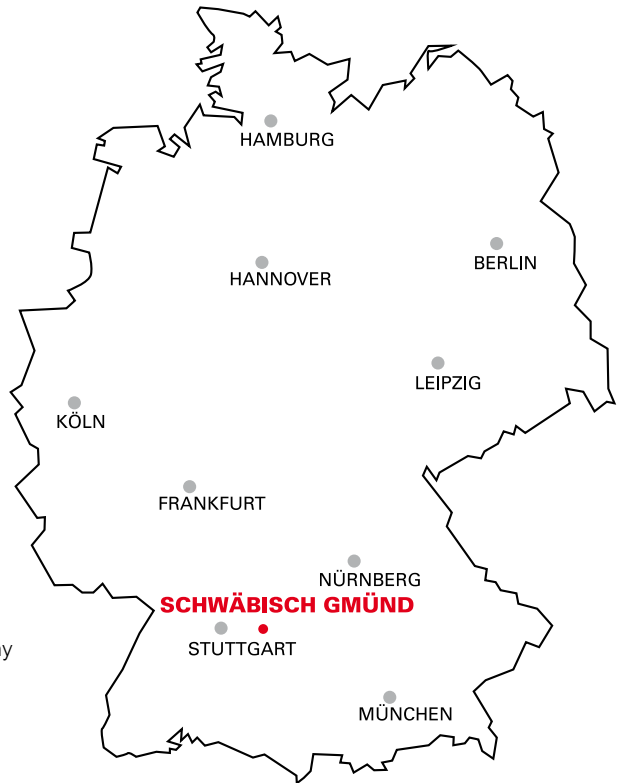 HAMBURG
HANNOVER
BERLIN
LEIPZIG
KÖLN
FRANKFURT
NÜRNBERG
SCHWÄBISCH GMÜND
STUTTGART
MÜNCHEN